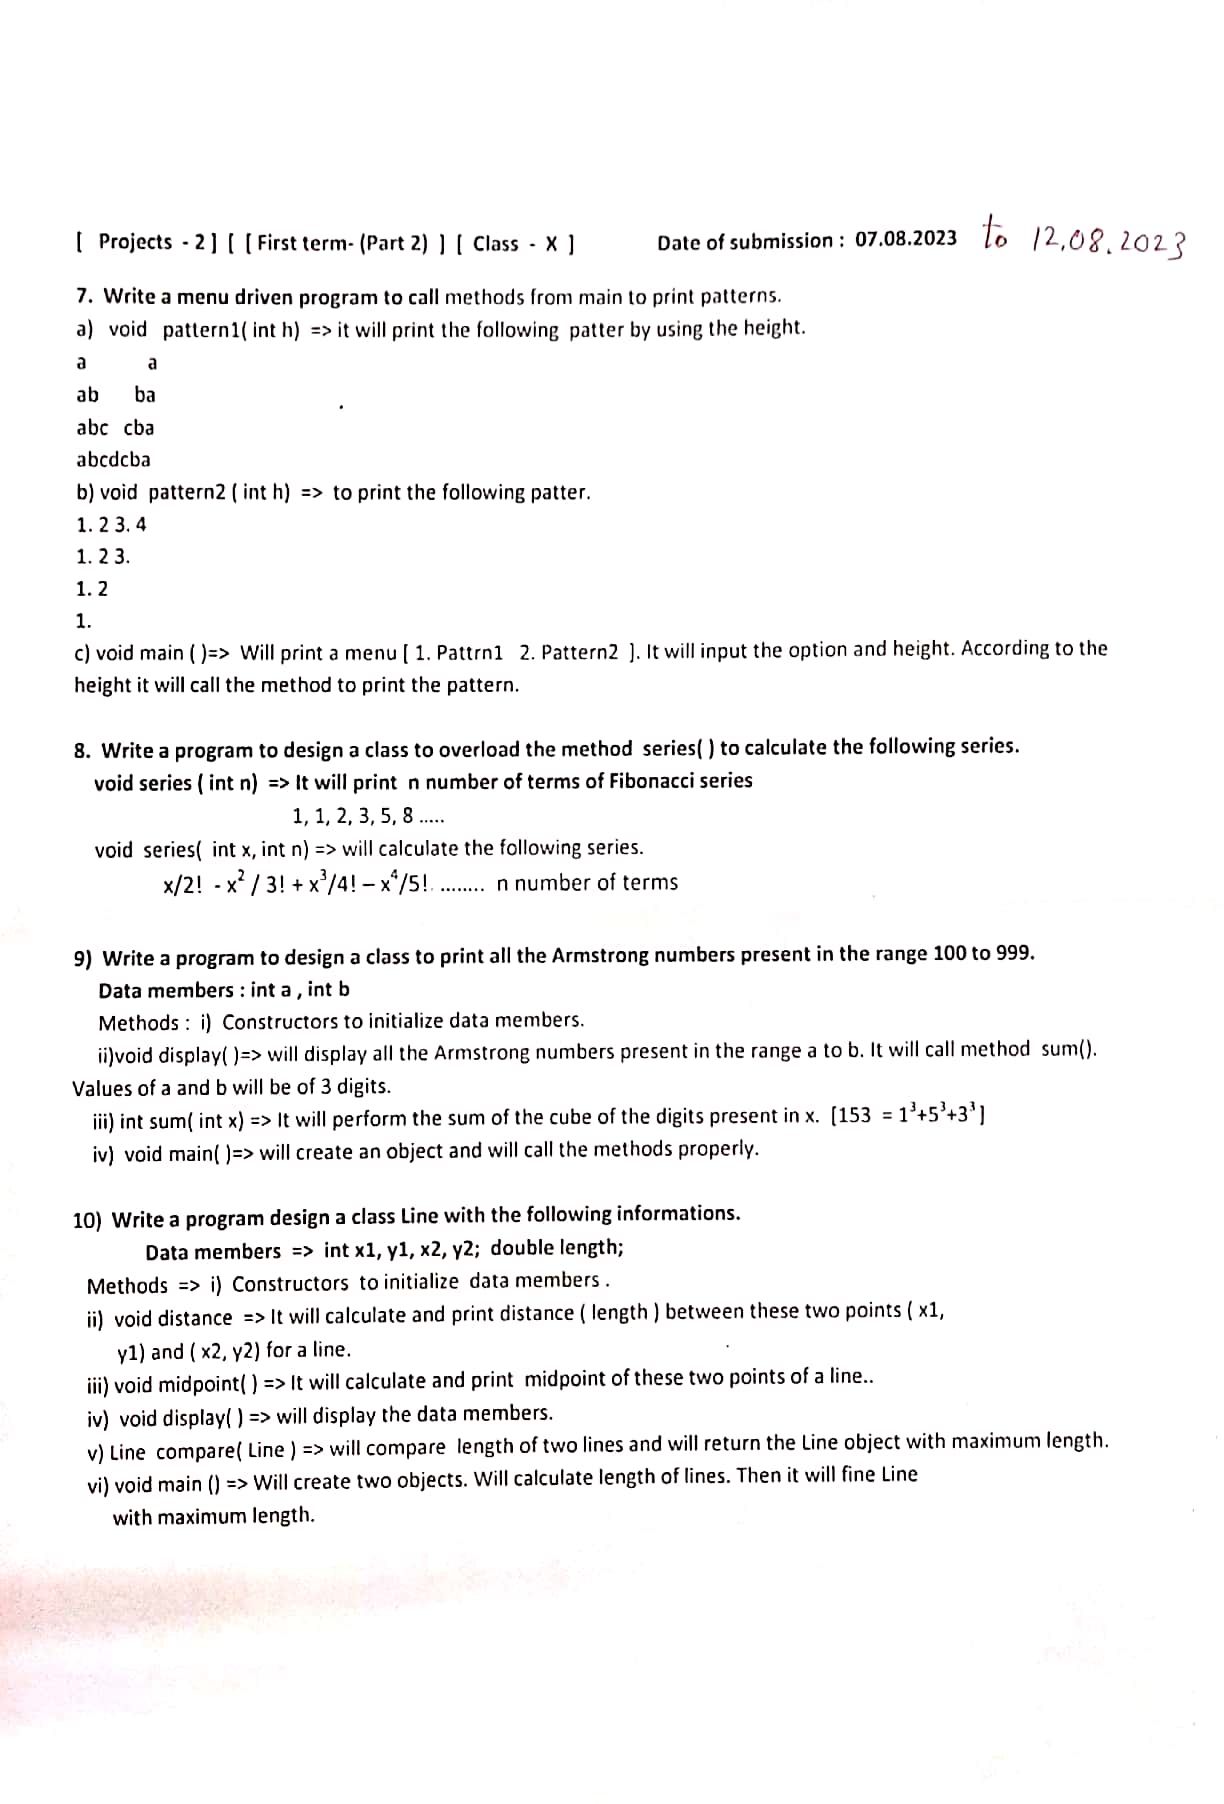 [ Projects - 2 ] [ [ First term- (Part 2) ] [ Class - X ] Date of submission : 07.08.2023 to 12.08.2023
7. Write a menu driven program to call methods from main to print patterns.
a) void pattern1( int h) => it will print the following patter by using the height.
a a
ab ba
abc cba
abcdcba
b) void pattern2 ( int h) => to print the following patter.
1. 2 3. 4
1. 2 3.
1. 2
1.
c) void main ( )=> Will print a menu [ 1. Pattrn1 2. Pattern2 ]. It will input the option and height. According to the
height it will call the method to print the pattern.
8. Write a program to design a class to overload the method series( ) to calculate the following series.
void series ( int n) => It will print n number of terms of Fibonacci series
1, 1, 2, 3, 5, 8 .....
void series( int x, int n) => will calculate the following series.
x/2! - x² / 3! + x³/4! – x⁴/5!. ........ n number of terms
9) Write a program to design a class to print all the Armstrong numbers present in the range 100 to 999.
Data members : int a , int b
Methods : i) Constructors to initialize data members.
ii)void display( )=> will display all the Armstrong numbers present in the range a to b. It will call method sum().
Values of a and b will be of 3 digits.
iii) int sum( int x) => It will perform the sum of the cube of the digits present in x. [153 = 1³+5³+3³]
iv) void main( )=> will create an object and will call the methods properly.
10) Write a program design a class Line with the following informations.
Data members => int x1, y1, x2, y2; double length;
Methods => i) Constructors to initialize data members .
ii) void distance => It will calculate and print distance ( length ) between these two points ( x1,
y1) and ( x2, y2) for a line.
iii) void midpoint( ) => It will calculate and print midpoint of these two points of a line..
iv) void display( ) => will display the data members.
v) Line compare( Line ) => will compare length of two lines and will return the Line object with maximum length.
vi) void main () => Will create two objects. Will calculate length of lines. Then it will fine Line
with maximum length.